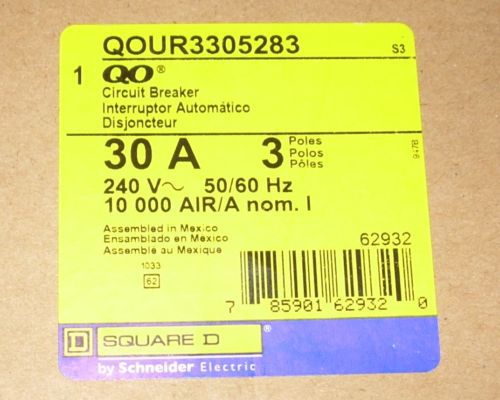 QOUR3305283
S3
1 QO®
Circuit Breaker
Interruptor Automático
Disjoncteur
30 A 3 Poles
Polos
Pôles
240 V~ 50/60 Hz
10 000 AIR/A nom. I
Assembled in Mexico
Ensamblado en Mexico
Assemblé au Mexique
1033
62
62932
7 85901 62932 0
D SQUARE D ®
by Schneider Electric